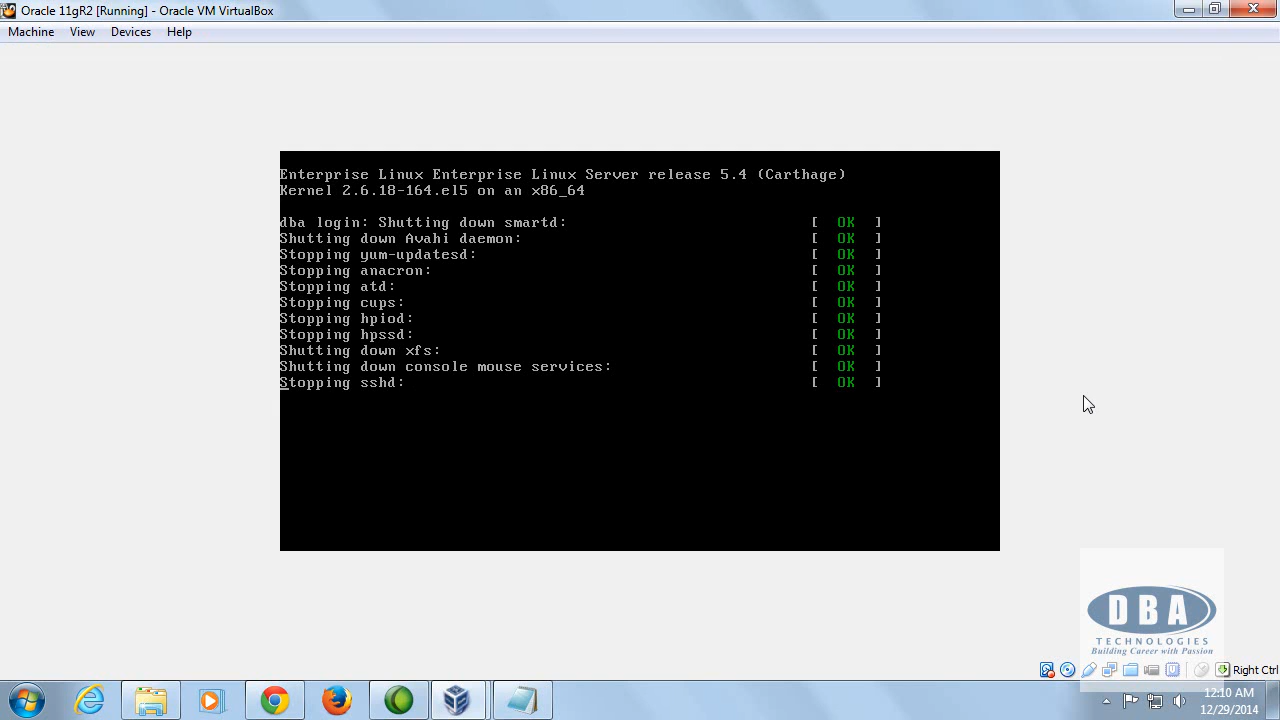 Oracle 11gR2 [Running] - Oracle VM VirtualBox
Machine View Devices Help
Enterprise Linux Enterprise Linux Server release 5.4 (Carthage)
Kernel 2.6.18-164.el5 on an x86_64
dba login: Shutting down smartd: [ OK ]
Shutting down Avahi daemon: [ OK ]
Stopping yum-updatesd: [ OK ]
Stopping anacron: [ OK ]
Stopping atd: [ OK ]
Stopping cups: [ OK ]
Stopping hpiod: [ OK ]
Stopping hpssd: [ OK ]
Shutting down xfs: [ OK ]
Shutting down console mouse services: [ OK ]
Stopping sshd: [ OK ]
DBA
TECHNOLOGIES
Building Career with Passion
Right Ctrl
12:10 AM
12/29/2014